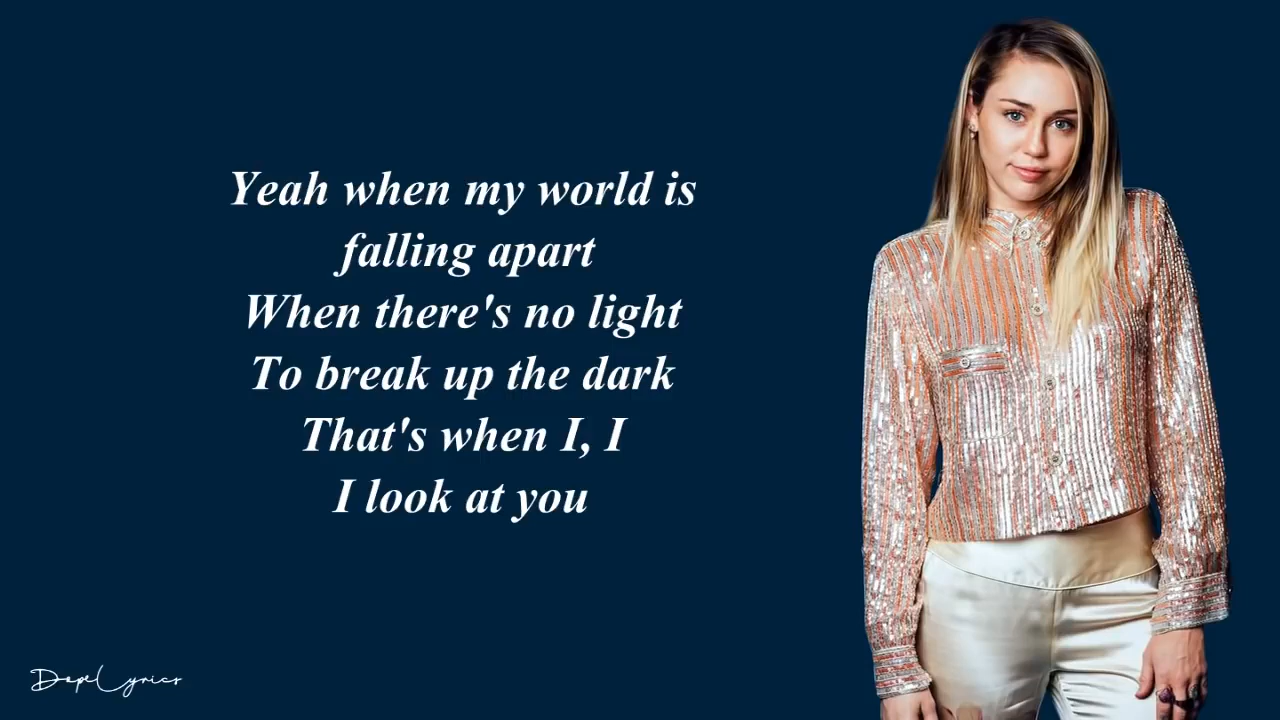 Yeah when my world is
falling apart
When there's no light
To break up the dark
That's when I, I
I look at you
DopeLyrics